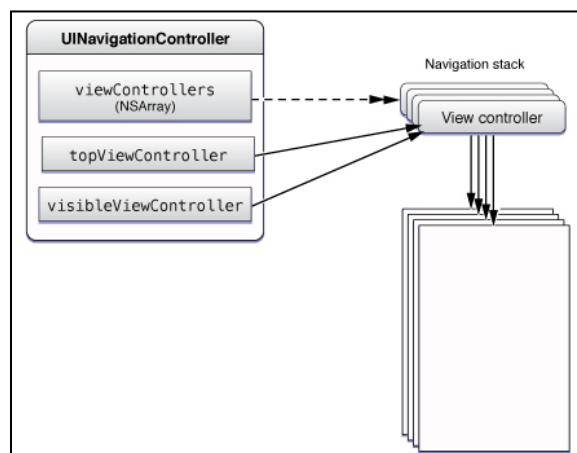 UINavigationController
viewControllers
(NSArray)
topViewController
visibleViewController
Navigation stack
View controller